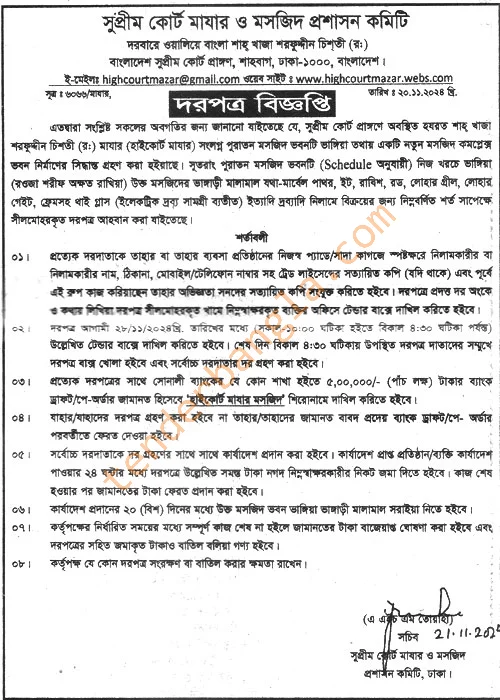 সুপ্রীম কোর্ট মাযার ও মসজিদ প্রশাসন কমিটি
দরবারে ওয়ালিয়ে বাংলা শাহ্ খাজা শরফুদ্দীন চিশ্‌তী (রঃ)
বাংলাদেশ সুপ্রীম কোর্ট প্রাঙ্গণ, শাহবাগ, ঢাকা-১০০০, বাংলাদেশ।
ই-মেইলঃ highcourtmazar@gmail.com ওয়েব সাইট : www.highcourtmazar.webs.com
সূত্র : ৬০৬৬/মাযার,
তারিখ : ২০.১১.২০২৪ খ্রি.
দরপত্র বিজ্ঞপ্তি
এতদ্বারা সংশ্লিষ্ট সকলের অবগতির জন্য জানানো যাইতেছে যে, সুপ্রীম কোর্ট প্রাঙ্গণে অবস্থিত হযরত শাহ্ খাজা
শরফুদ্দীন চিশ্‌তী (রঃ) মাযার (হাইকোর্ট মাযার) সংলগ্ন পুরাতন মসজিদ ভবনটি ভাঙ্গিয়া তথায় একটি নতুন মসজিদ কমপ্লেক্স
ভবন নির্মাণের সিদ্ধান্ত গ্রহণ করা হইয়াছে। সুতরাং পুরাতন মসজিদ ভবনটি (Schedule অনুযায়ী) নিজ খরচে ভাঙ্গিয়া
(রওজা শরীফ অক্ষত রাখিয়া) উক্ত মসজিদের ভাঙ্গাড়ী মালামাল যথা-মার্বেল পাথর, ইট, রাবিশ, রড, লোহার গ্রীল, লোহার
গেইট, ফ্রেমসহ থাই গ্লাস (ইলেকট্রিক দ্রব্য সামগ্রী ব্যতীত) ইত্যাদি দ্রব্যাদি নিলামে বিক্রয়ের জন্য নিম্নবর্ণিত শর্ত সাপেক্ষে
সীলমোহরকৃত দরপত্র আহবান করা যাইতেছে।
শর্তাবলী
০১। প্রত্যেক দরদাতাকে তাহার বা তাহার ব্যবসা প্রতিষ্ঠানের নিজস্ব প্যাডে/সাদা কাগজে স্পষ্টক্ষরে নিলামকারীর বা
নিলামকারীর নাম, ঠিকানা, মোবাইল/টেলিফোন নাম্বার সহ ট্রেড লাইসেন্সের সত্যায়িত কপি (যদি থাকে) এবং পূর্বে
এই রুপ কাজ করিয়াছেন তাহার অভিজ্ঞতা সনদের সত্যায়িত কপি সংযুক্ত করিতে হইবে। দরপত্রে প্রদত্ত দর অংকে
ও কথায় লিখিয়া দরপত্র সীলমোহরকৃত খামে নিম্নস্বাক্ষরকৃত ব্যক্তির অফিসে টেন্ডার বাক্সে দাখিল করিতে হইবে।
০২। দরপত্র আগামী ২৮/১১/২০২৪খ্রি. তারিখের মধ্যে (সকাল-১০:০০ ঘটিকা হইতে বিকাল ৪:৩০ ঘটিকা পর্যন্ত)
উল্লেখিত টেন্ডার বাক্সে দাখিল করিতে হইবে। শেষ দিন বিকাল ৪:৩০ ঘটিকায় উপস্থিত দরপত্র দাতাদের সম্মুখে
দরপত্র বাক্স খোলা হইবে এবং সর্বোচ্চ দরদাতার দর গ্রহণ করা হইবে।
০৩। প্রত্যেক দরপত্রের সাথে সোনালী ব্যাংকের যে কোন শাখা হইতে ৫,০০,০০০/- (পাঁচ লক্ষ) টাকার ব্যাংক
ড্রাফট/পে-অর্ডার জামানত হিসেবে ‘হাইকোর্ট মাযার মসজিদ’ শিরোনামে দাখিল করিতে হইবে।
০৪। যাহার/যাহাদের দরপত্র গ্রহণ করা হইবে না তাহার/তাহাদের জামানত বাবদ প্রদেয় ব্যাংক ড্রাফট/পে- অর্ডার
পরবর্তীতে ফেরত দেওয়া হইবে।
০৫। সর্বোচ্চ দরদাতাকে দর গ্রহণের সাথে সাথে কার্যাদেশ প্রদান করা হইবে। কার্যাদেশ প্রাপ্ত প্রতিষ্ঠান/ব্যক্তি কার্যাদেশ
পাওয়ার ২৪ ঘন্টার মধ্যে দরপত্রে উল্লেখিত সমস্ত টাকা নগদ নিম্নস্বাক্ষরকারীর নিকট জমা দিতে হইবে। কাজ শেষ
হওয়ার পর জামানতের টাকা ফেরত প্রদান করা হইবে।
০৬। কার্যাদেশ প্রদানের ২০ (বিশ) দিনের মধ্যে উক্ত মসজিদ ভবন ভাঙ্গিয়া ভাঙ্গাড়ী মালামাল সরাইয়া নিতে হইবে।
০৭। কর্তৃপক্ষের নির্ধারিত সময়ের মধ্যে সম্পূর্ণ কাজ শেষ না হইলে জামানতের টাকা বাজেয়াপ্ত ঘোষণা করা হইবে এবং
দরপত্রের সহিত জমাকৃত টাকাও বাতিল বলিয়া গণ্য হইবে।
০৮। কর্তৃপক্ষ যে কোন দরপত্র সংরক্ষণ বা বাতিল করার ক্ষমতা রাখেন।
(এ এইচ এম তোয়াহা)
সচিব 21.11.2024
সুপ্রীম কোর্ট মাযার ও মসজিদ
প্রশাসন কমিটি, ঢাকা।